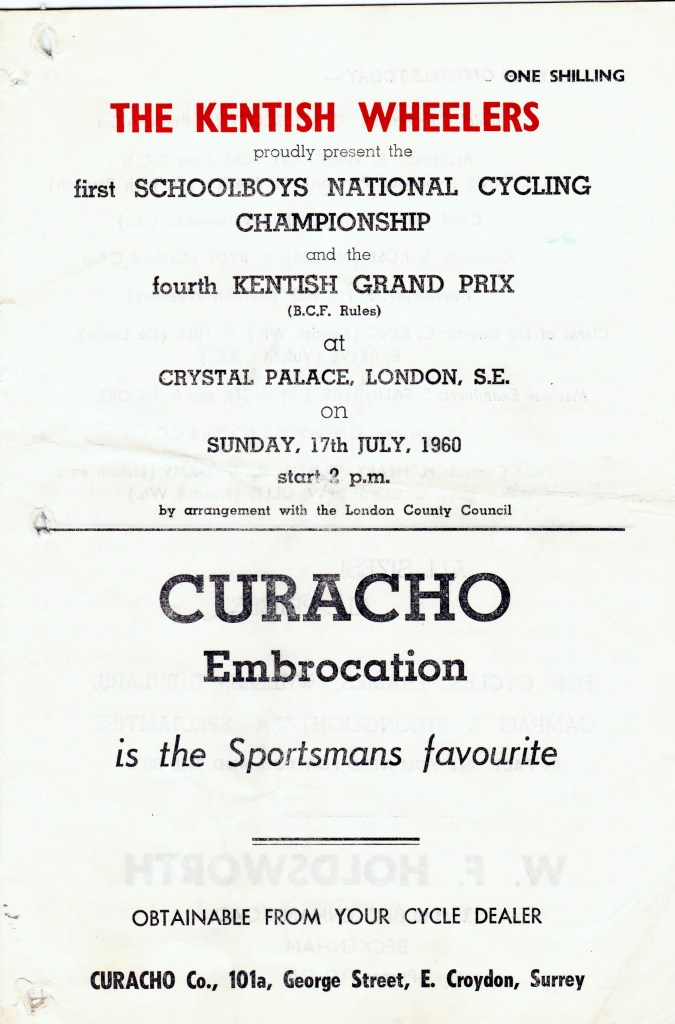 ONE SHILLING
THE KENTISH WHEELERS
proudly present the
first SCHOOLBOYS NATIONAL CYCLING
CHAMPIONSHIP
and the
fourth KENTISH GRAND PRIX
(B.C.F. Rules)
at
CRYSTAL PALACE, LONDON, S.E.
on
SUNDAY, 17th JULY, 1960
start 2 p.m.
by arrangement with the London County Council
CURACHO
Embrocation
is the Sportsmans favourite
OBTAINABLE FROM YOUR CYCLE DEALER
CURACHO Co., 101a, George Street, E. Croydon, Surrey